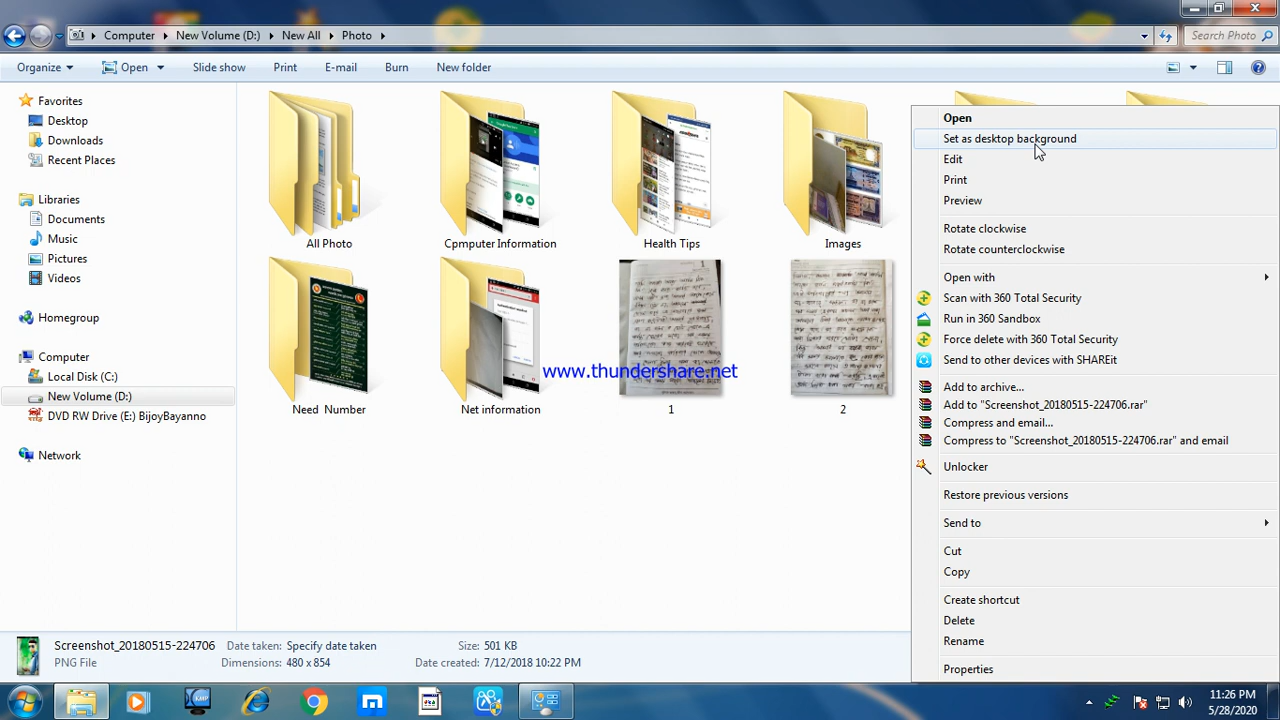 Computer New Volume (D:) New All Photo
Search Photo
Organize Open Slide show Print E-mail Burn New folder
Favorites
Desktop
Downloads
Recent Places
Libraries
Documents
Music
Pictures
Videos
Homegroup
Computer
Local Disk (C:)
New Volume (D:)
DVD RW Drive (E:) BijoyBayanno
Network
All Photo
Cpmputer Information
Health Tips
Images
Need Number
Net information
1
2
www.thundershare.net
Open
Set as desktop background
Edit
Print
Preview
Rotate clockwise
Rotate counterclockwise
Open with
Scan with 360 Total Security
Run in 360 Sandbox
Force delete with 360 Total Security
Send to other devices with SHAREit
Add to archive...
Add to "Screenshot_20180515-224706.rar"
Compress and email...
Compress to "Screenshot_20180515-224706.rar" and email
Unlocker
Restore previous versions
Send to
Cut
Copy
Create shortcut
Delete
Rename
Properties
Screenshot_20180515-224706 Date taken: Specify date taken Size: 501 KB
PNG File Dimensions: 480 x 854 Date created: 7/12/2018 10:22 PM
11:26 PM
5/28/2020